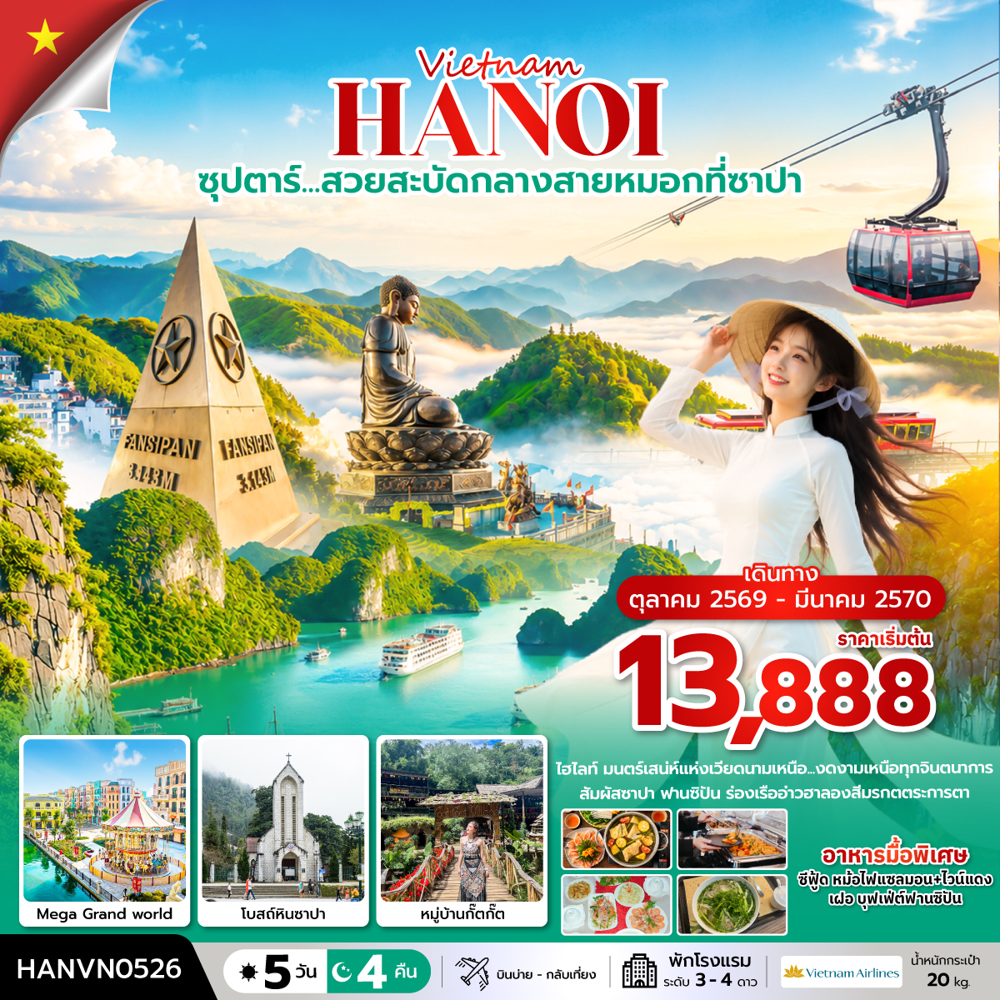 Vietnam
HANOI
ซุปตาร์...สวยสะบัดกลางสายหมอกที่ซาปา
FANSIPAN
3.143M
FANSIPAN
3.143M
เดินทาง
ตุลาคม 2569 - มีนาคม 2570
ราคาเริ่มต้น
13,888
ไฮไลท์ มนตร์เสน่ห์แห่งเวียดนามเหนือ...งดงามเหนือทุกจินตนาการ
สัมผัสซาปา ฟานซิปัน ร่องเรืออ่าวฮาลองสีมรกตตระการตา
Mega Grand world
โบสถ์หินซาปา
หมู่บ้านกั๊ตกั๊ต
อาหารมื้อพิเศษ
ซีฟู้ด หม้อไฟแซลมอน+ไวน์แดง
เฝอ บุฟเฟ่ต์ฟานซิปัน
HANVN0526
5 วัน
4 คืน
บินบ่าย - กลับเที่ยง
พักโรงแรม
ระดับ 3 - 4 ดาว
Vietnam Airlines
น้ำหนักกระเป๋า
20 kg.